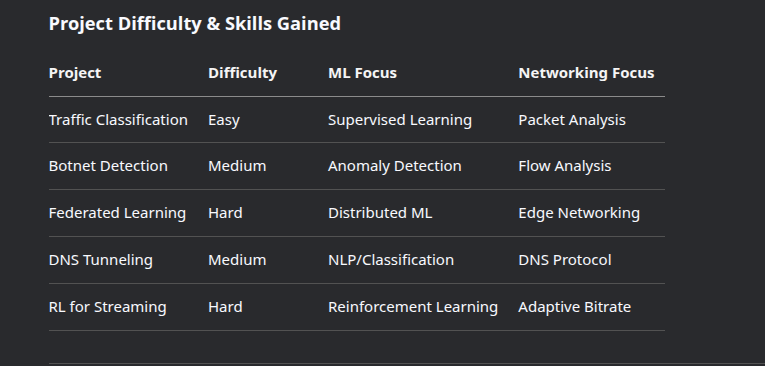 Project Difficulty & Skills Gained
Project Difficulty ML Focus Networking Focus
Traffic Classification Easy Supervised Learning Packet Analysis
Botnet Detection Medium Anomaly Detection Flow Analysis
Federated Learning Hard Distributed ML Edge Networking
DNS Tunneling Medium NLP/Classification DNS Protocol
RL for Streaming Hard Reinforcement Learning Adaptive Bitrate